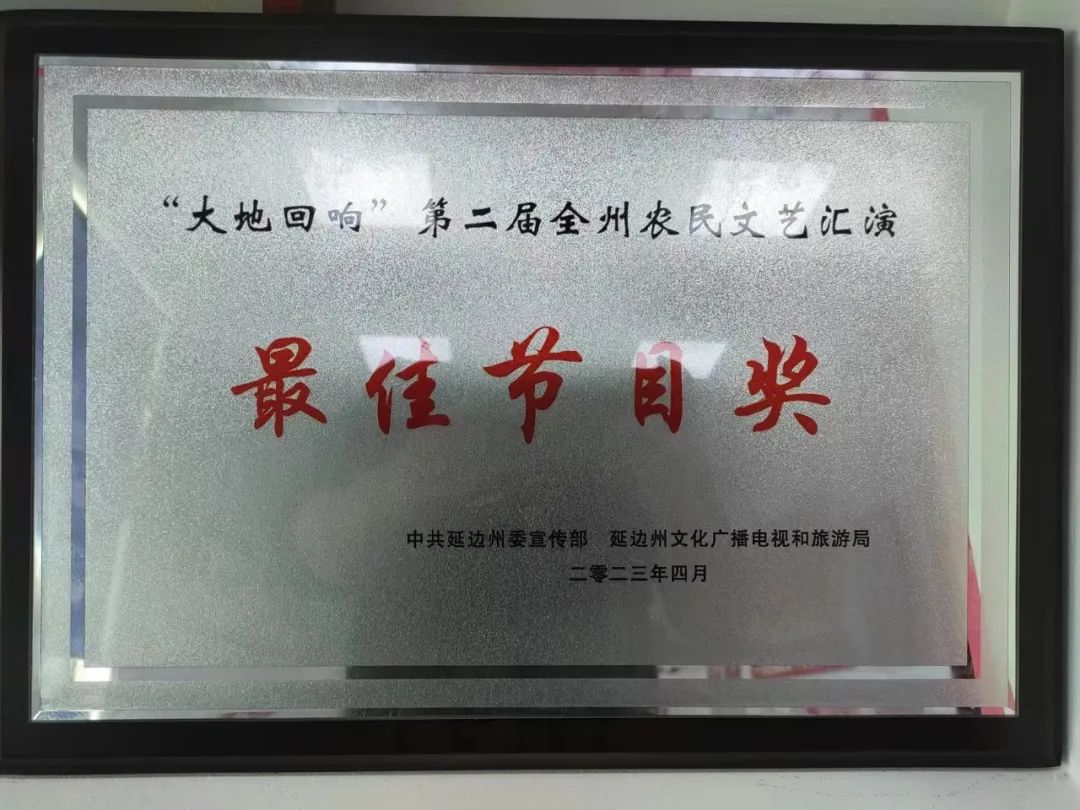 “大地回响”第二届全州农民文艺汇演
最佳节目奖
中共延边州委宣传部 延边州文化广播电视和旅游局
二零二三年四月